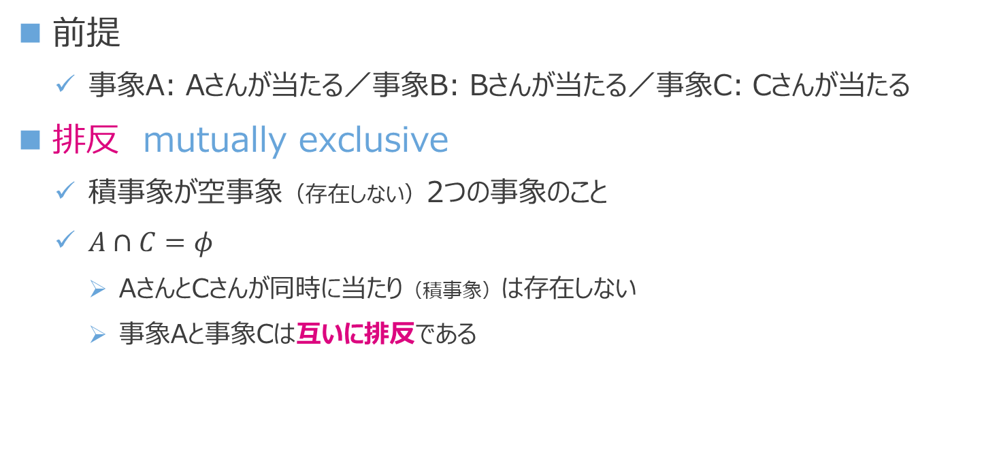 ■ 前提
✓ 事象A: Aさんが当たる／事象B: Bさんが当たる／事象C: Cさんが当たる
■ 排反 mutually exclusive
✓ 積事象が空事象（存在しない）2つの事象のこと
✓ A ∩ C = ϕ
➢ AさんとCさんが同時に当たり（積事象）は存在しない
➢ 事象Aと事象Cは互いに排反である